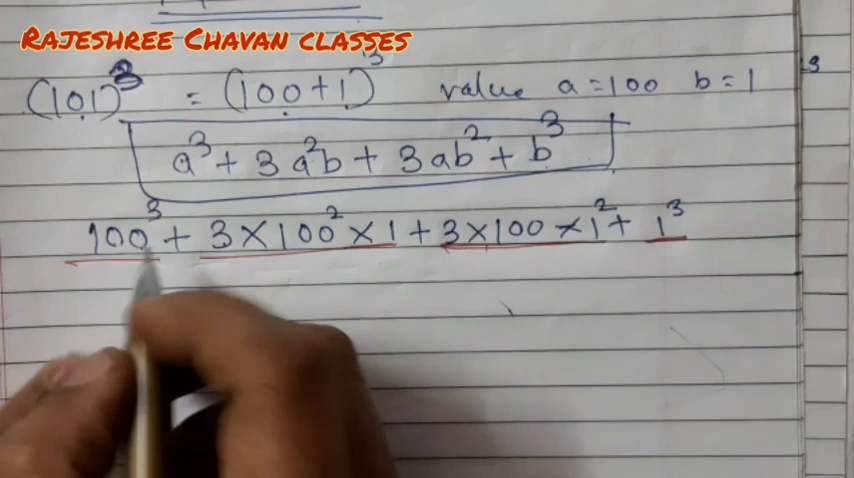 RAJESHREE CHAVAN CLASSES
(101)³ = (100+1)³ value a = 100 b = 1
a³ + 3a²b + 3ab² + b³
100³ + 3×100²×1 + 3×100×1² + 1³